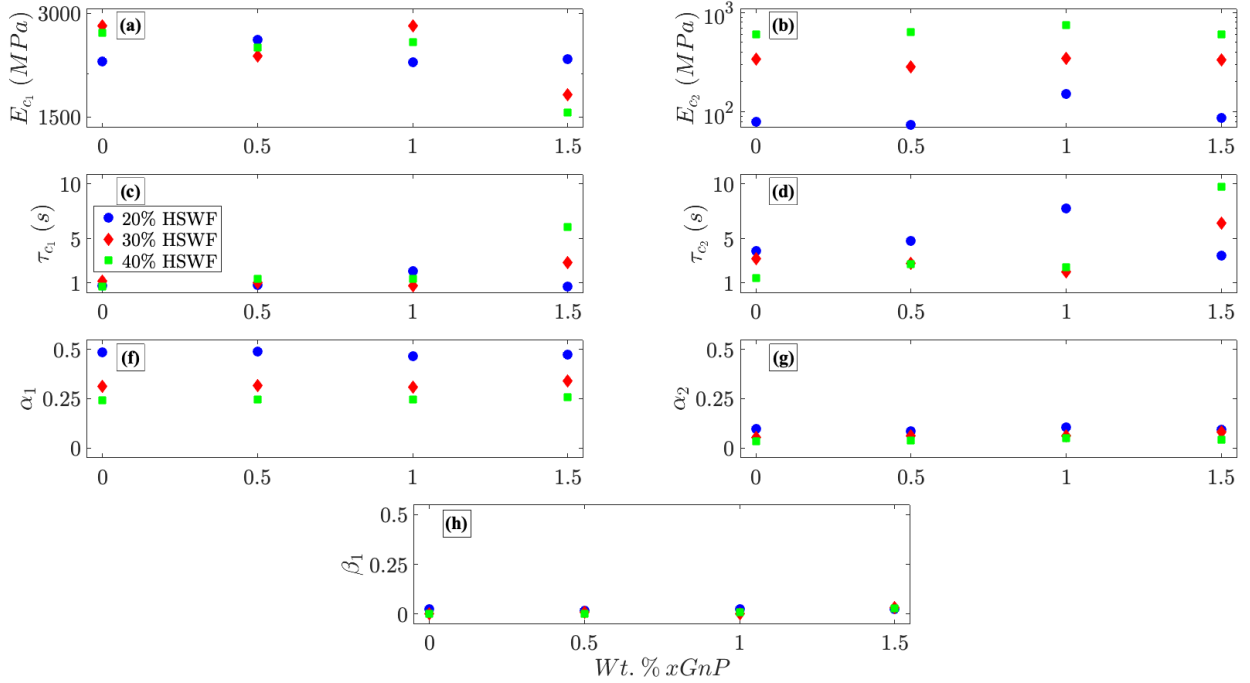 (a)
E_{c_1} (MPa)
3000
1500
0 0.5 1 1.5
(b)
E_{c_2} (MPa)
10^3
10^2
0 0.5 1 1.5
(c)
τ_{c_1} (s)
10
5
1
20% HSWF
30% HSWF
40% HSWF
0 0.5 1 1.5
(d)
τ_{c_2} (s)
10
5
1
0 0.5 1 1.5
(f)
α_1
0.5
0.25
0
0 0.5 1 1.5
(g)
α_2
0.5
0.25
0
0 0.5 1 1.5
(h)
β_1
0.5
0.25
0
0 0.5 1 1.5
Wt. % xGnP